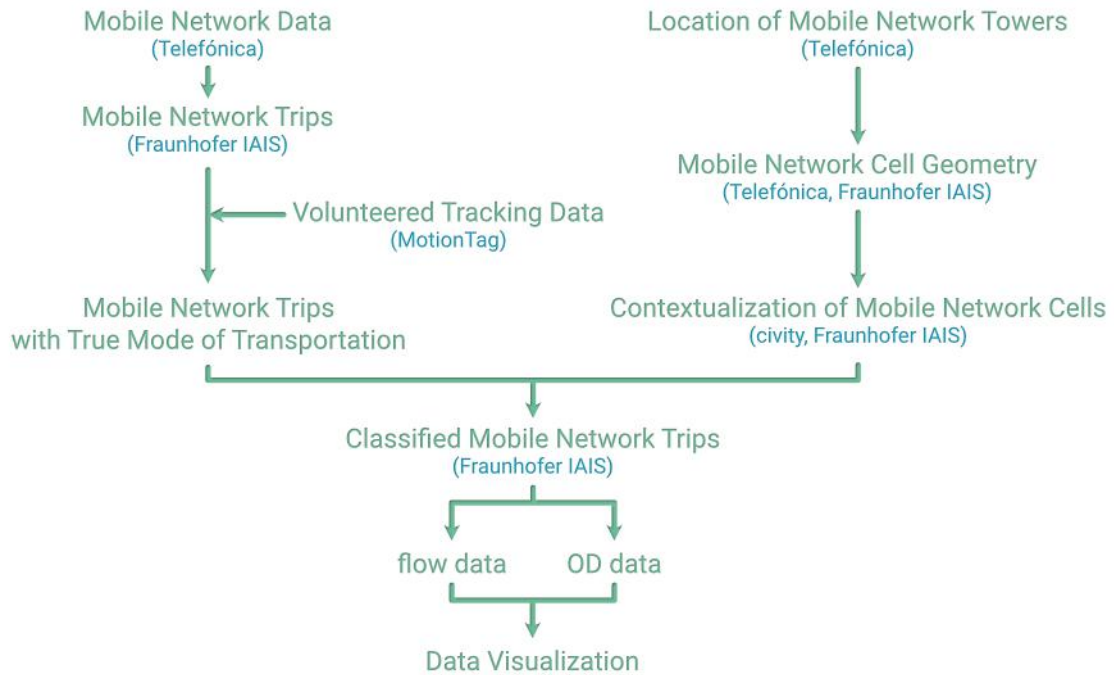 Mobile Network Data
(Telefónica)
Location of Mobile Network Towers
(Telefónica)
Mobile Network Trips
(Fraunhofer IAIS)
Mobile Network Cell Geometry
(Telefónica, Fraunhofer IAIS)
Volunteered Tracking Data
(MotionTag)
Mobile Network Trips
with True Mode of Transportation
Contextualization of Mobile Network Cells
(civity, Fraunhofer IAIS)
Classified Mobile Network Trips
(Fraunhofer IAIS)
flow data
OD data
Data Visualization